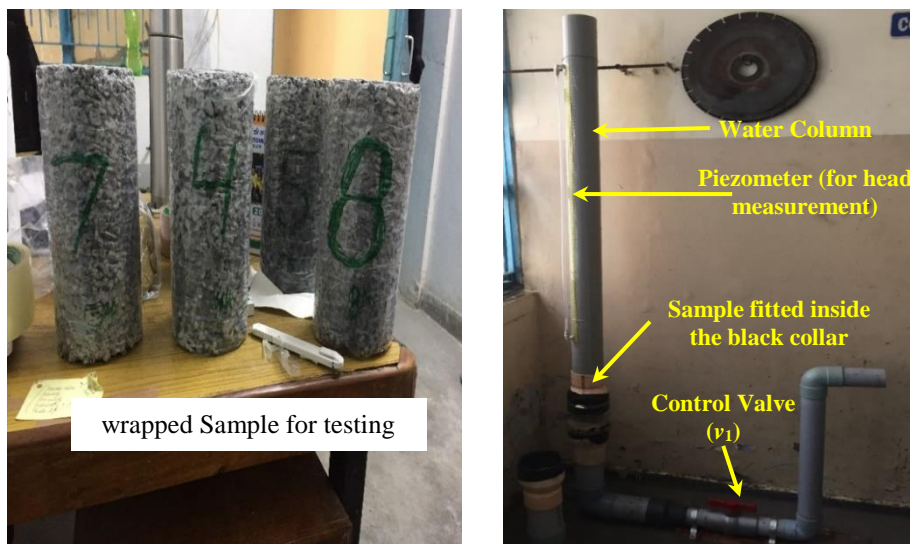 7
4
5
8
wrapped Sample for testing
Water Column
Piezometer (for head
measurement)
Sample fitted inside
the black collar
Control Valve
(v₁)